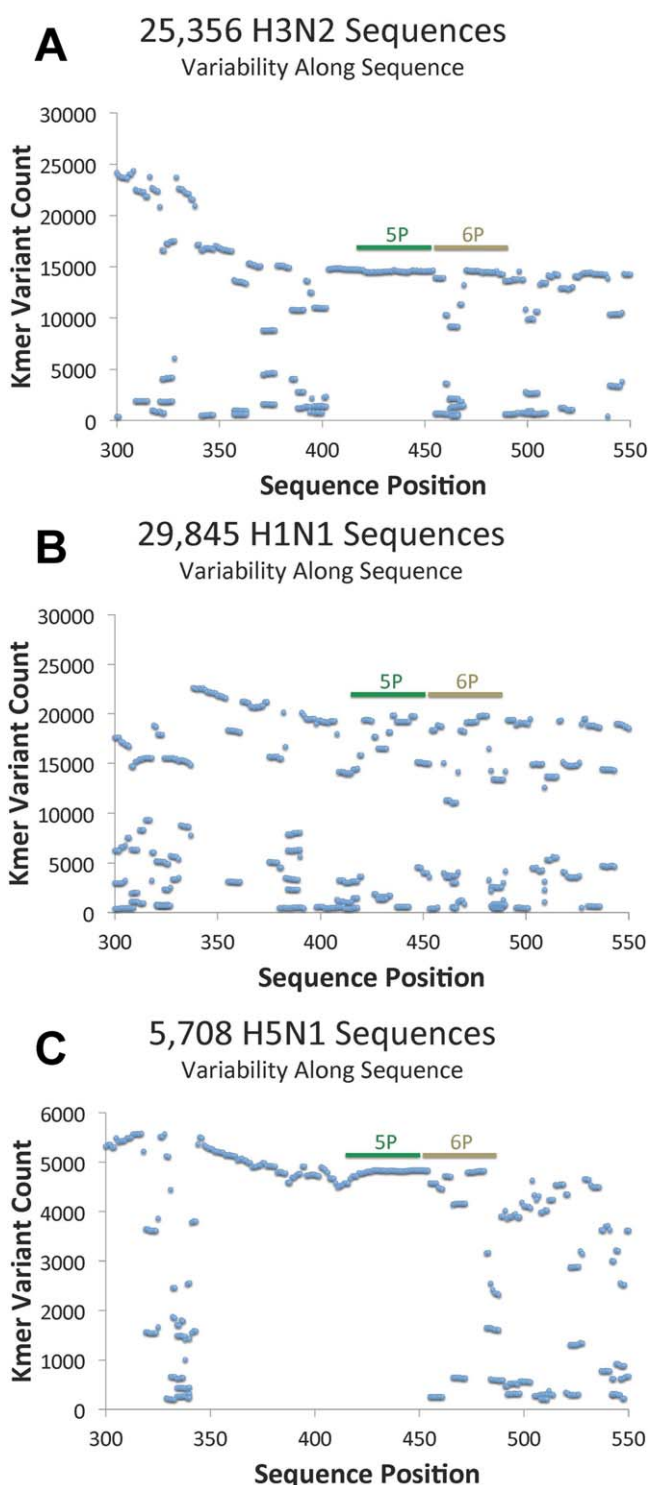 A
25,356 H3N2 Sequences
Variability Along Sequence
Kmer Variant Count
30000
25000
20000
15000
10000
5000
0
5P
6P
300
350
400
450
500
550
Sequence Position
B
29,845 H1N1 Sequences
Variability Along Sequence
Kmer Variant Count
30000
25000
20000
15000
10000
5000
0
5P
6P
300
350
400
450
500
550
Sequence Position
C
5,708 H5N1 Sequences
Variability Along Sequence
Kmer Variant Count
6000
5000
4000
3000
2000
1000
0
5P
6P
300
350
400
450
500
550
Sequence Position